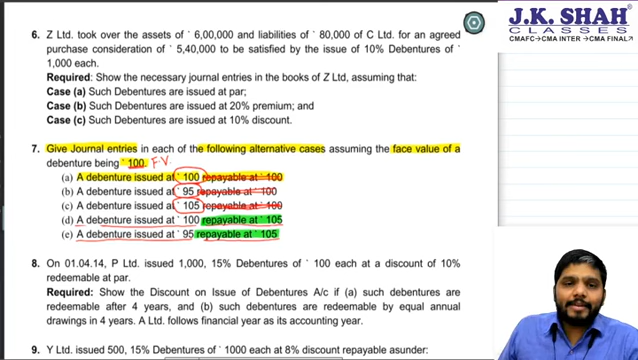 J.K. SHAH
CLASSES
CMAFC→CMA INTER →CMA FINAL
6. Z Ltd. took over the assets of ` 6,00,000 and liabilities of ` 80,000 of C Ltd. for an agreed
purchase consideration of ` 5,40,000 to be satisfied by the issue of 10% Debentures of `
1,000 each.
Required: Show the necessary journal entries in the books of Z Ltd, assuming that:
Case (a) Such Debentures are issued at par;
Case (b) Such Debentures are issued at 20% premium; and
Case (c) Such Debentures are issued at 10% discount.
7. Give Journal entries in each of the following alternative cases assuming the face value of a
debenture being ` 100. F.V.
(a) A debenture issued at ` 100 repayable at ` 100
(b) A debenture issued at ` 95 repayable at ` 100
(c) A debenture issued at ` 105 repayable at ` 100
(d) A debenture issued at ` 100 repayable at ` 105
(e) A debenture issued at ` 95 repayable at ` 105
8. On 01.04.14, P Ltd. issued 1,000, 15% Debentures of ` 100 each at a discount of 10%
redeemable at par.
Required: Show the Discount on Issue of Debentures A/c if (a) such debentures are
redeemable after 4 years, and (b) such debentures are redeemable by equal annual
drawings in 4 years. A Ltd. follows financial year as its accounting year.
9. Y Ltd. issued 500, 15% Debentures of ` 1000 each at 8% discount repayable asunder: